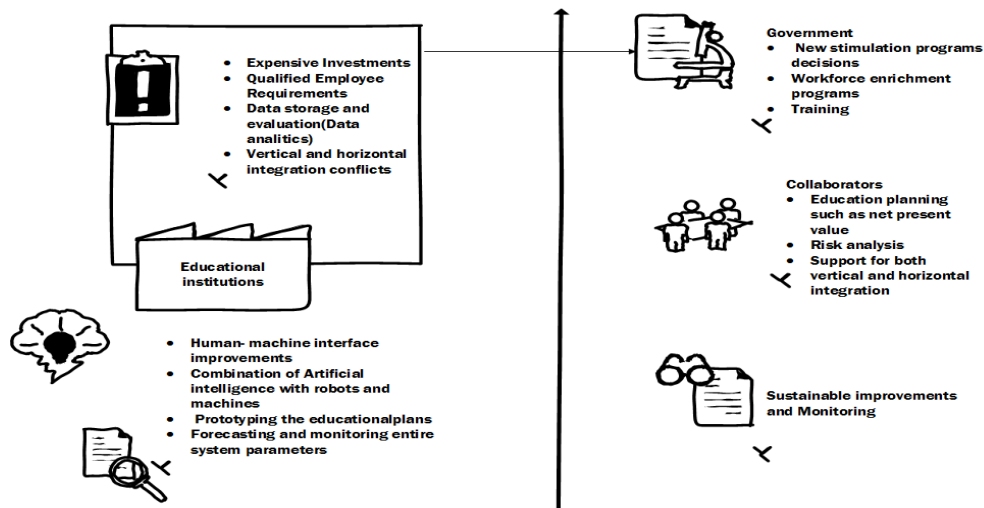 • Expensive Investments
• Qualified Employee
Requirements
• Data storage and
evaluation(Data
analitics)
• Vertical and horizontal
integration conflicts
Educational
institutions
• Human- machine interface
improvements
• Combination of Artificial
intelligence with robots and
machines
• Prototyping the educationalplans
• Forecasting and monitoring entire
system parameters
Government
• New stimulation programs
decisions
• Workforce enrichment
programs
• Training
Collaborators
• Education planning
such as net present
value
• Risk analysis
• Support for both
vertical and horizontal
integration
Sustainable improvements
and Monitoring